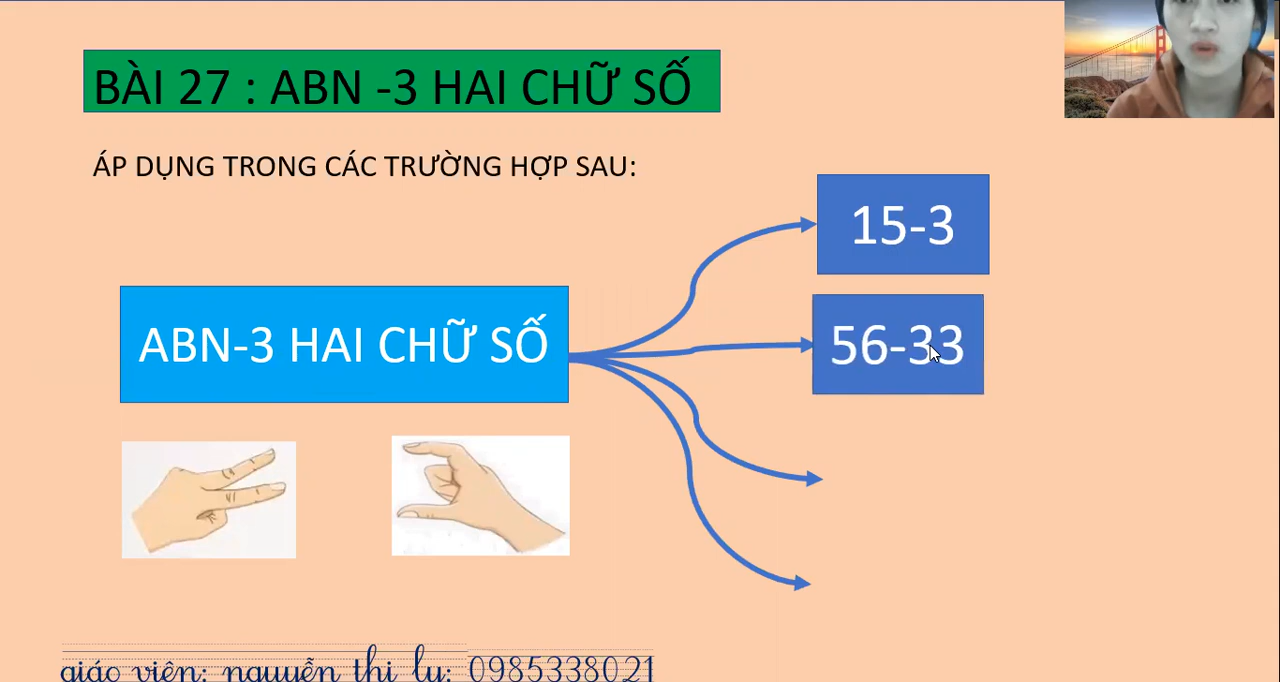 BÀI 27 : ABN -3 HAI CHỮ SỐ
ÁP DỤNG TRONG CÁC TRƯỜNG HỢP SAU:
15-3
ABN-3 HAI CHỮ SỐ
56-33
giáo viên: nguyễn thị ly: 0985338021